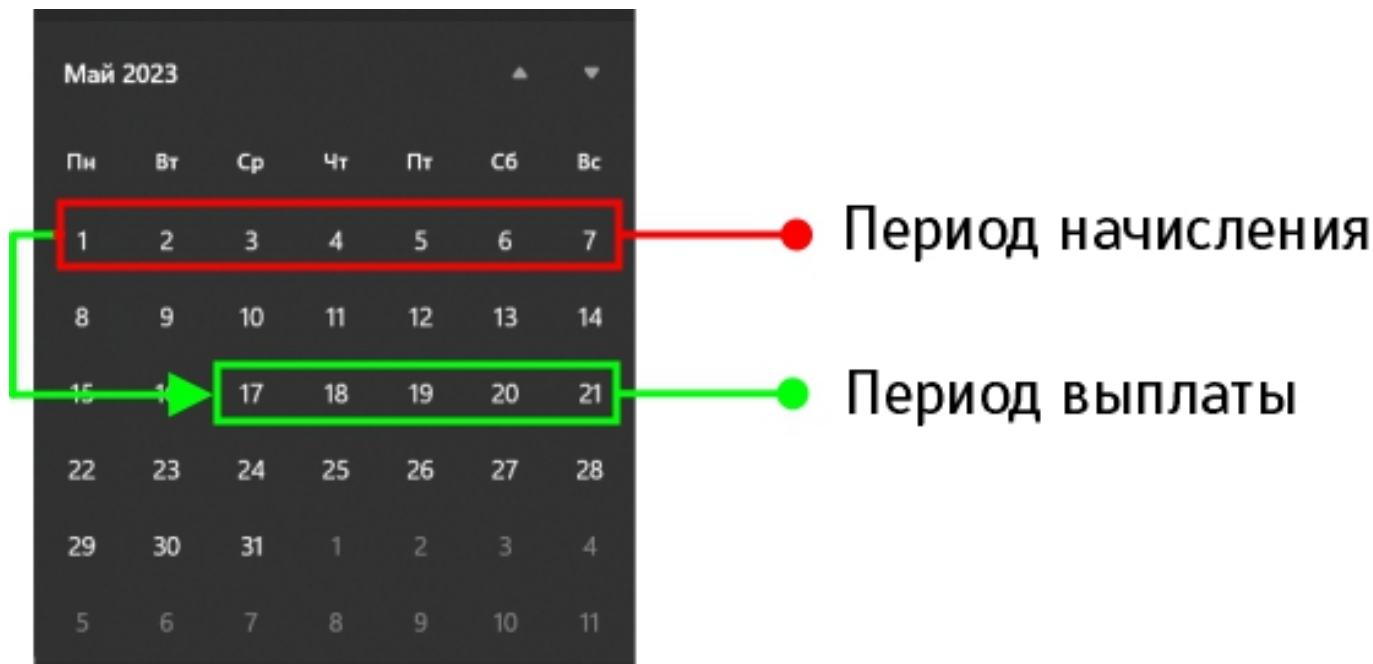 Май 2023
Пн Вт Ср Чт Пт Сб Вс
1 2 3 4 5 6 7
Период начисления
8 9 10 11 12 13 14
15 17 18 19 20 21
Период выплаты
22 23 24 25 26 27 28
29 30 31 1 2 3 4
5 6 7 8 9 10 11